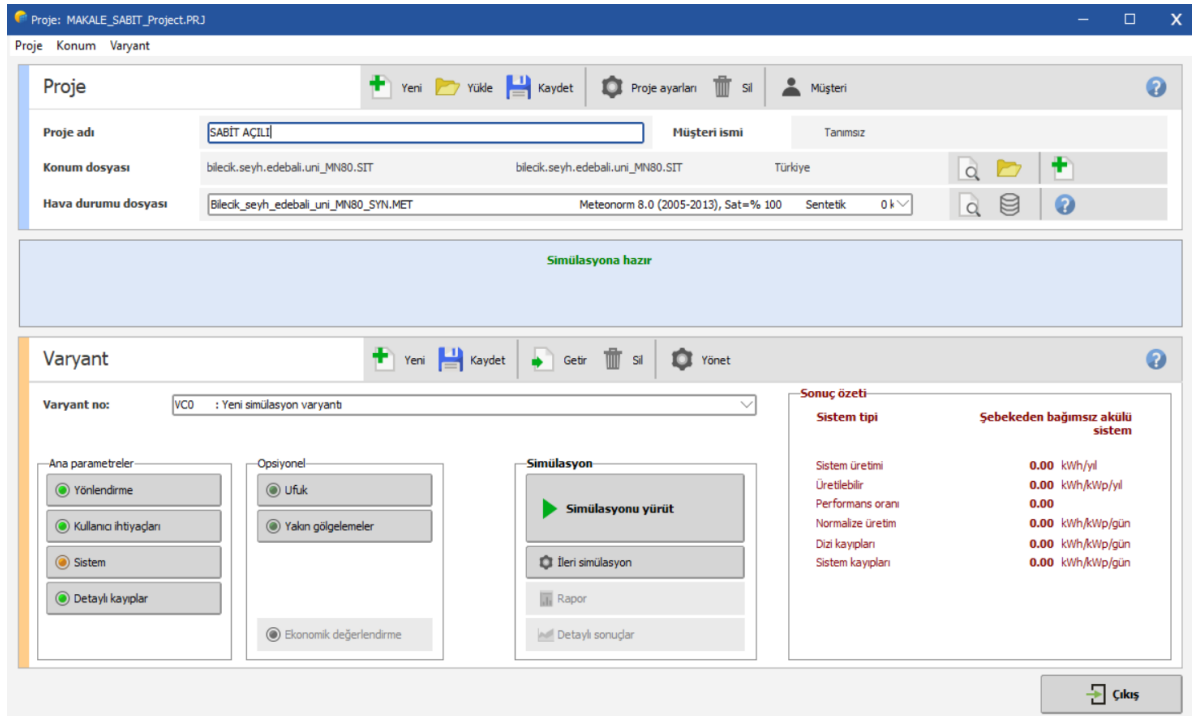 Proje: MAKALE_SABIT_Project.PRJ
Proje Konum Varyant
Proje Yeni Yükle Kaydet Proje ayarları Sil Müşteri
Proje adı SABİT AÇILI Müşteri ismi Tanımsız
Konum dosyası bilecik.seyh.edebali.uni_MN80.SIT bilecik.seyh.edebali.uni_MN80.SIT Türkiye
Hava durumu dosyası Bilecik_seyh_edebali_uni_MN80_SYN.MET Meteonorm 8.0 (2005-2013), Sat=% 100 Sentetik 0 k
Simülasyona hazır
Varyant Yeni Kaydet Getir Sil Yönet
Varyant no: VC0 : Yeni simülasyon varyantı
Sonuç özeti
Sistem tipi Şebekeden bağımsız akülü
sistem
Ana parametreler Opsiyonel Simülasyon
Sistem üretimi 0.00 kWh/yıl
Üretilebilir 0.00 kWh/kWp/yıl
Performans oranı 0.00
Normalize üretim 0.00 kWh/kWp/gün
Dizi kayıpları 0.00 kWh/kWp/gün
Sistem kayıpları 0.00 kWh/kWp/gün
Yönlendirme
Kullanıcı ihtiyaçları
Sistem
Detaylı kayıplar
Ufuk
Yakın gölgelemeler
Ekonomik değerlendirme
Simülasyonu yürüt
İleri simülasyon
Rapor
Detaylı sonuçlar
Çıkış